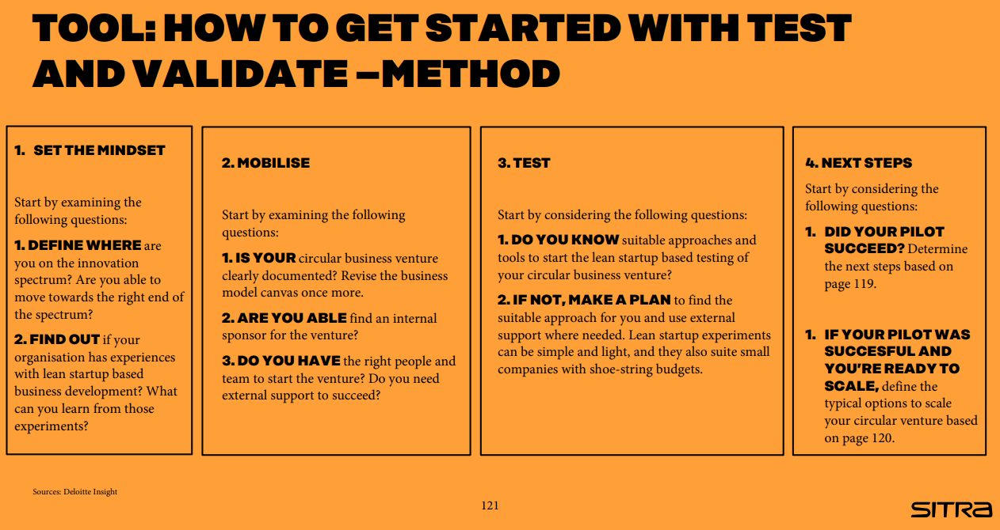 TOOL: HOW TO GET STARTED WITH TEST
AND VALIDATE –METHOD
1. SET THE MINDSET
Start by examining the
following questions:
1. DEFINE WHERE are
you on the innovation
spectrum? Are you able to
move towards the right end of
the spectrum?
2. FIND OUT if your
organisation has experiences
with lean startup based
business development? What
can you learn from those
experiments?
2. MOBILISE
Start by examining the following
questions:
1. IS YOUR circular business venture
clearly documented? Revise the business
model canvas once more.
2. ARE YOU ABLE find an internal
sponsor for the venture?
3. DO YOU HAVE the right people and
team to start the venture? Do you need
external support to succeed?
3. TEST
Start by considering the following questions:
1. DO YOU KNOW suitable approaches and
tools to start the lean startup based testing of
your circular business venture?
2. IF NOT, MAKE A PLAN to find the
suitable approach for you and use external
support where needed. Lean startup experiments
can be simple and light, and they also suite small
companies with shoe-string budgets.
4. NEXT STEPS
Start by considering the
following questions:
1. DID YOUR PILOT
SUCCEED? Determine
the next steps based on
page 119.
1. IF YOUR PILOT WAS
SUCCESFUL AND
YOU'RE READY TO
SCALE, define the
typical options to scale
your circular venture based
on page 120.
Sources: Deloitte Insight
121
SITRA